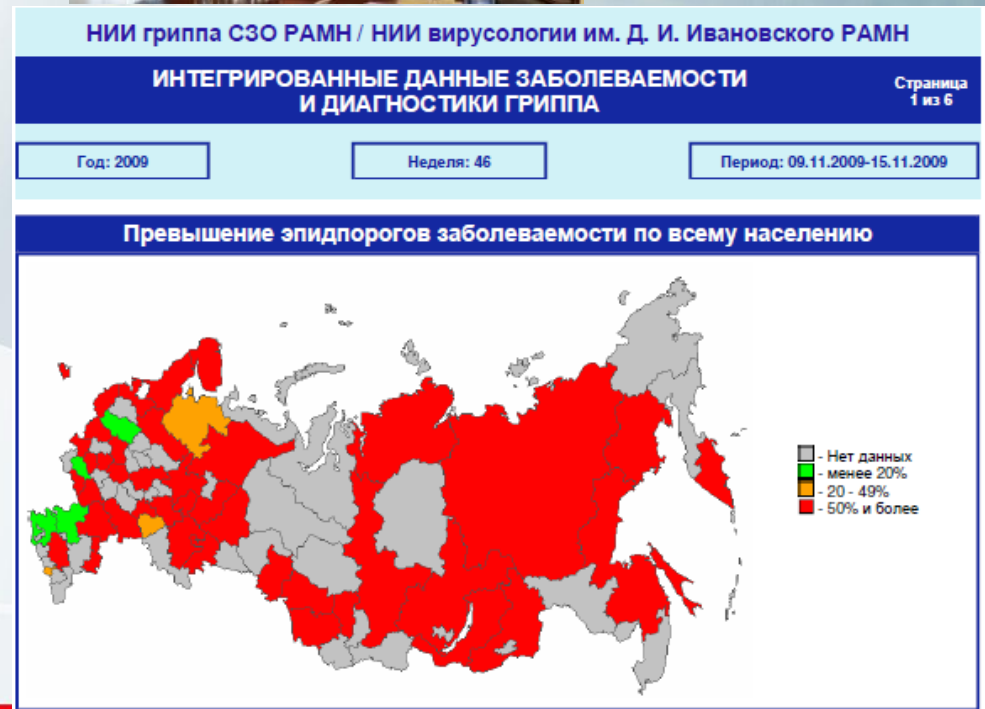 НИИ гриппа СЗО РАМН / НИИ вирусологии им. Д. И. Ивановского РАМН
ИНТЕГРИРОВАННЫЕ ДАННЫЕ ЗАБОЛЕВАЕМОСТИ
И ДИАГНОСТИКИ ГРИППА
Страница
1 из 6
Год: 2009
Неделя: 46
Период: 09.11.2009-15.11.2009
Превышение эпидпорогов заболеваемости по всему населению
- Нет данных
- менее 20%
- 20 - 49%
- 50% и более